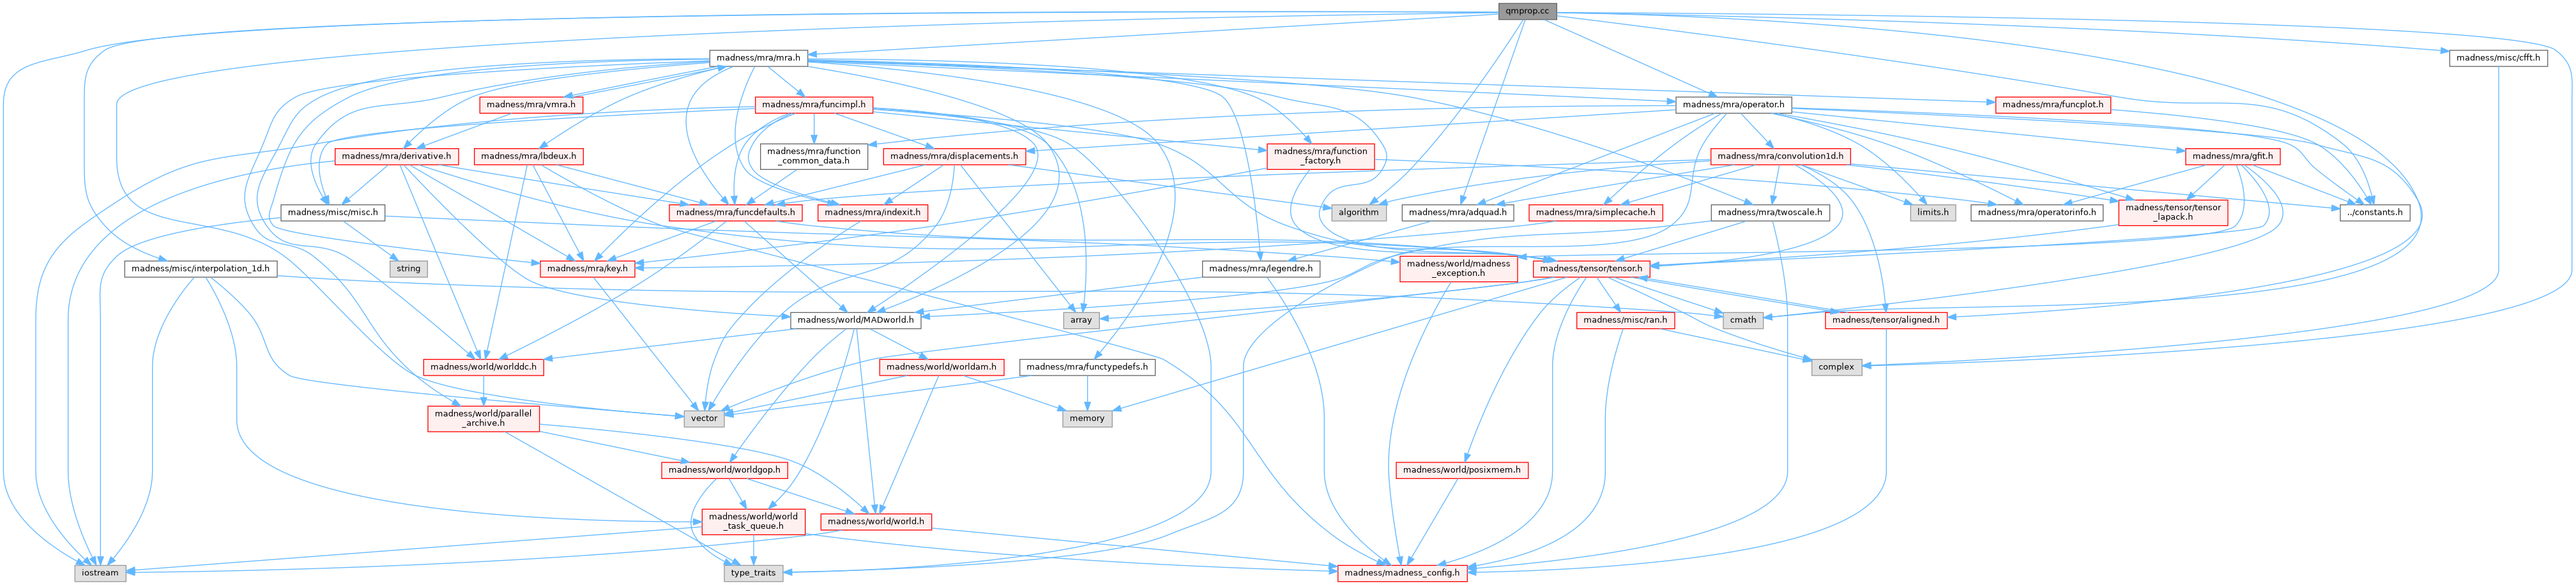 qmprop.cc
madness/mra/mra.h
madness/misc/cfft.h
madness/mra/vmra.h
madness/mra/funcimpl.h
madness/mra/operator.h
madness/mra/funcplot.h
madness/mra/derivative.h
madness/mra/lbdeux.h
madness/mra/function
_common_data.h
madness/mra/displacements.h
madness/mra/function
_factory.h
madness/mra/convolution1d.h
madness/mra/gfit.h
madness/misc/misc.h
madness/mra/funcdefaults.h
madness/mra/indexit.h
algorithm
madness/mra/adquad.h
madness/mra/simplecache.h
madness/mra/twoscale.h
limits.h
madness/mra/operatorinfo.h
madness/tensor/tensor
_lapack.h
../constants.h
madness/misc/interpolation_1d.h
string
madness/mra/key.h
madness/mra/legendre.h
madness/world/madness
_exception.h
madness/tensor/tensor.h
madness/world/MADworld.h
array
madness/misc/ran.h
cmath
madness/tensor/aligned.h
madness/world/worlddc.h
madness/world/worldam.h
madness/mra/functypedefs.h
complex
madness/world/parallel
_archive.h
vector
memory
madness/world/worldgop.h
madness/world/posixmem.h
madness/world/world
_task_queue.h
madness/world/world.h
iostream
type_traits
madness/madness_config.h